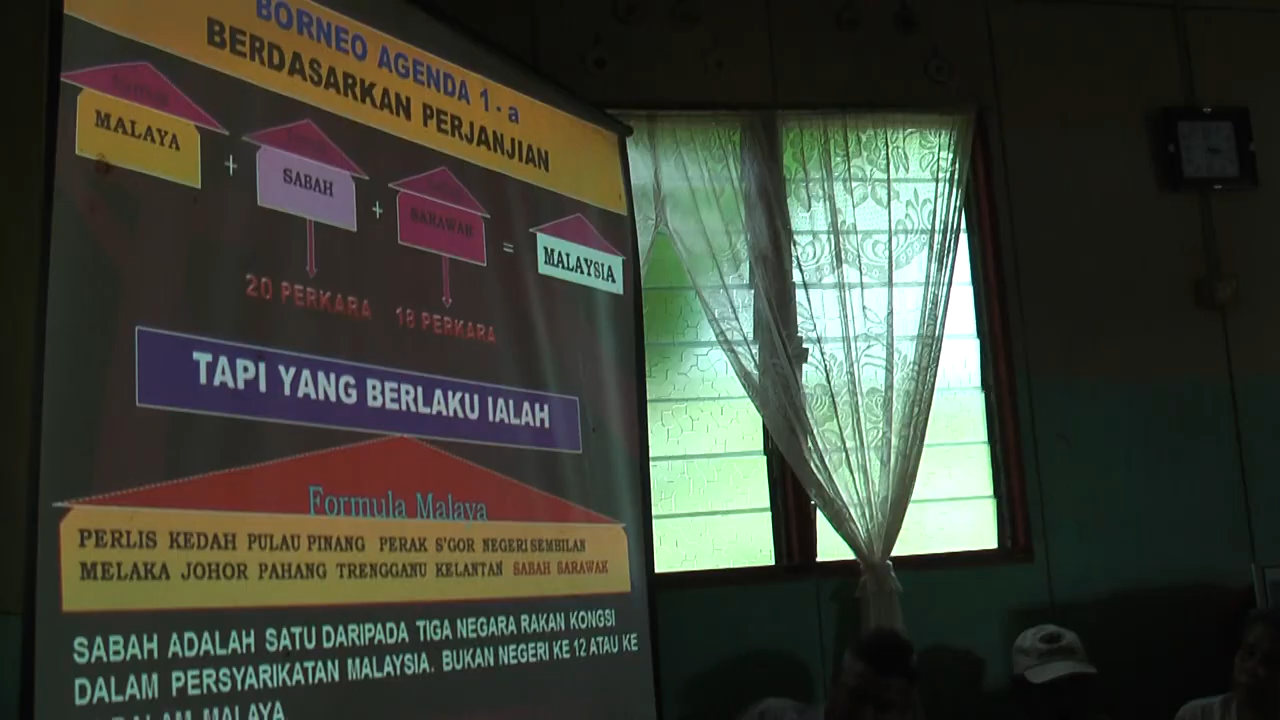 BORNEO AGENDA 1 - a
BERDASARKAN PERJANJIAN
MALAYA
+
SABAH
+
SARAWAK
=
MALAYSIA
20 PERKARA
18 PERKARA
TAPI YANG BERLAKU IALAH
Formula Malaya
PERLIS KEDAH PULAU PINANG PERAK S'GOR NEGERI SEMBILAN
MELAKA JOHOR PAHANG TRENGGANU KELANTAN SABAH SARAWAK
SABAH ADALAH SATU DARIPADA TIGA NEGARA RAKAN KONGSI
DALAM PERSYARIKATAN MALAYSIA. BUKAN NEGERI KE 12 ATAU KE
DALAM MALAYA